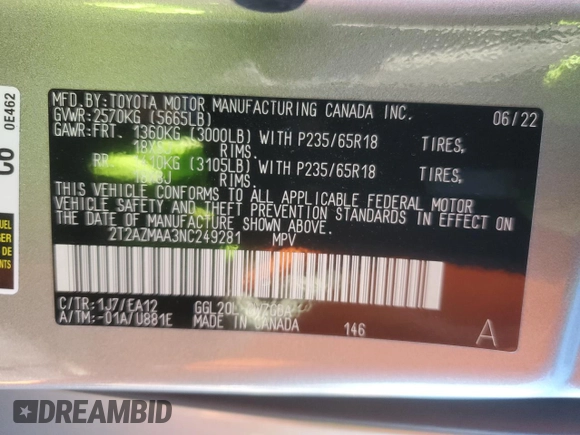 MFD.BY:TOYOTA MOTOR MANUFACTURING CANADA INC.
GVWR:2570KG (5665LB) 06/22
GAWR:FRT. 1360KG (3000LB) WITH P235/65R18 TIRES,
RIMS.
RR. (3105LB) WITH P235/65R18 TIRES,
RIMS.
THIS VEHICLE CONFORMS TO ALL APPLICABLE FEDERAL MOTOR
VEHICLE SAFETY AND THEFT PREVENTION STANDARDS IN EFFECT ON
THE DATE OF MANUFACTURE SHOWN ABOVE.
2T2AZMAA3NC249281 MPV
C/TR:1J7/EA12
A/TM:-01A/U881E MADE IN CANADA 146 A
0E462
C6
DREAMBID